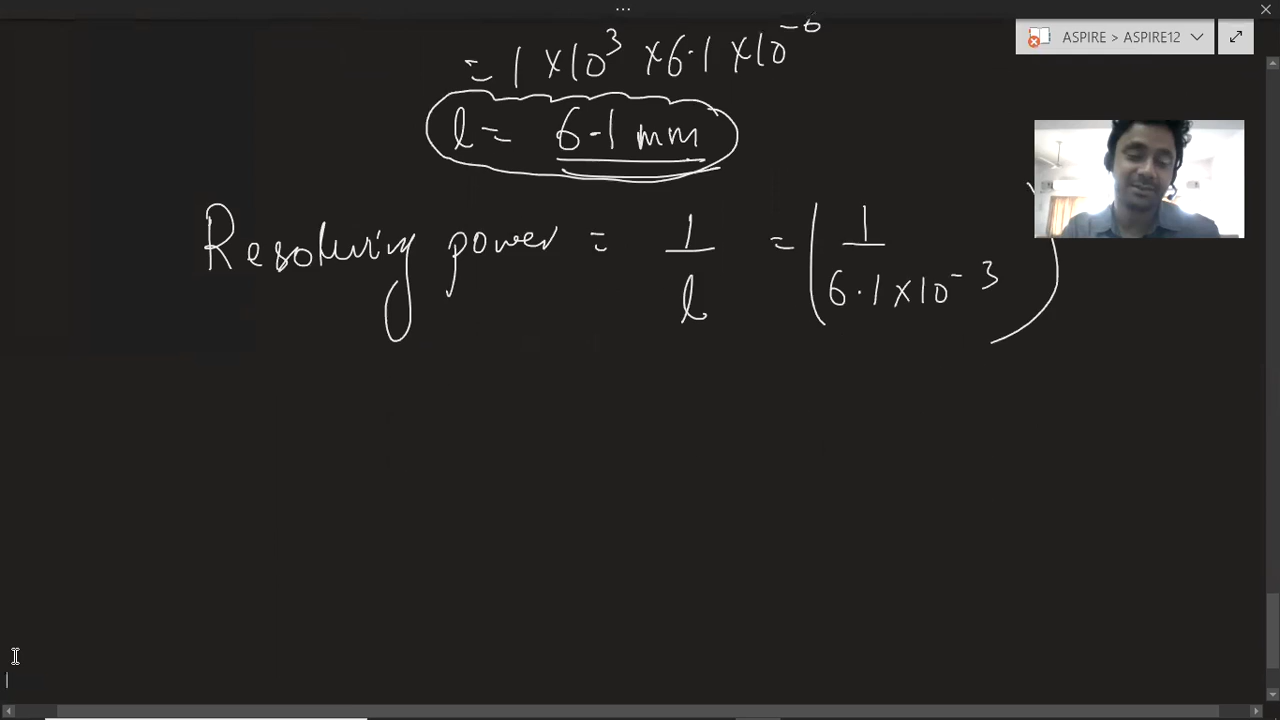 ASPIRE > ASPIRE12
= 1 × 10³ × 6.1 × 10⁻⁶
l = 6.1 mm
Resolving power = 1/l = (1/(6.1 × 10⁻³))